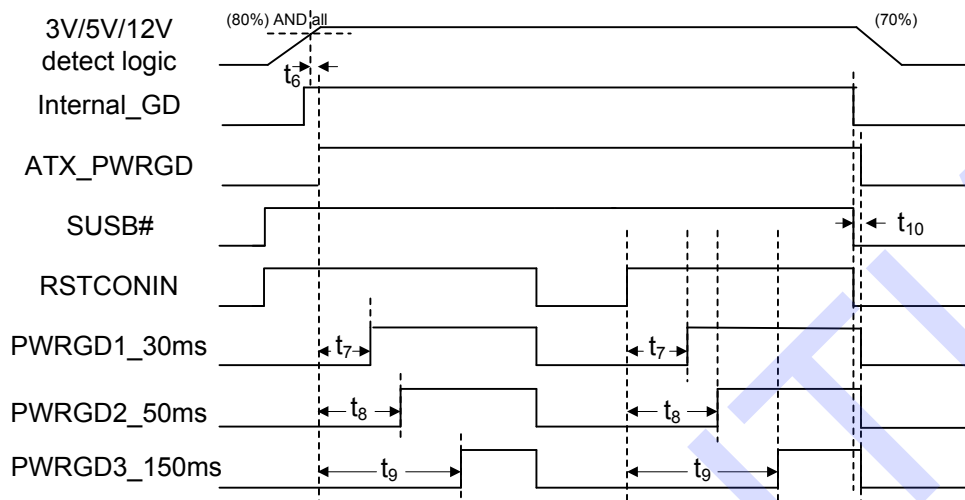 3V/5V/12V
detect logic
(80%) AND all
(70%)
t6
Internal_GD
ATX_PWRGD
SUSB#
t10
RSTCONIN
PWRGD1_30ms
t7
t7
PWRGD2_50ms
t8
t8
PWRGD3_150ms
t9
t9